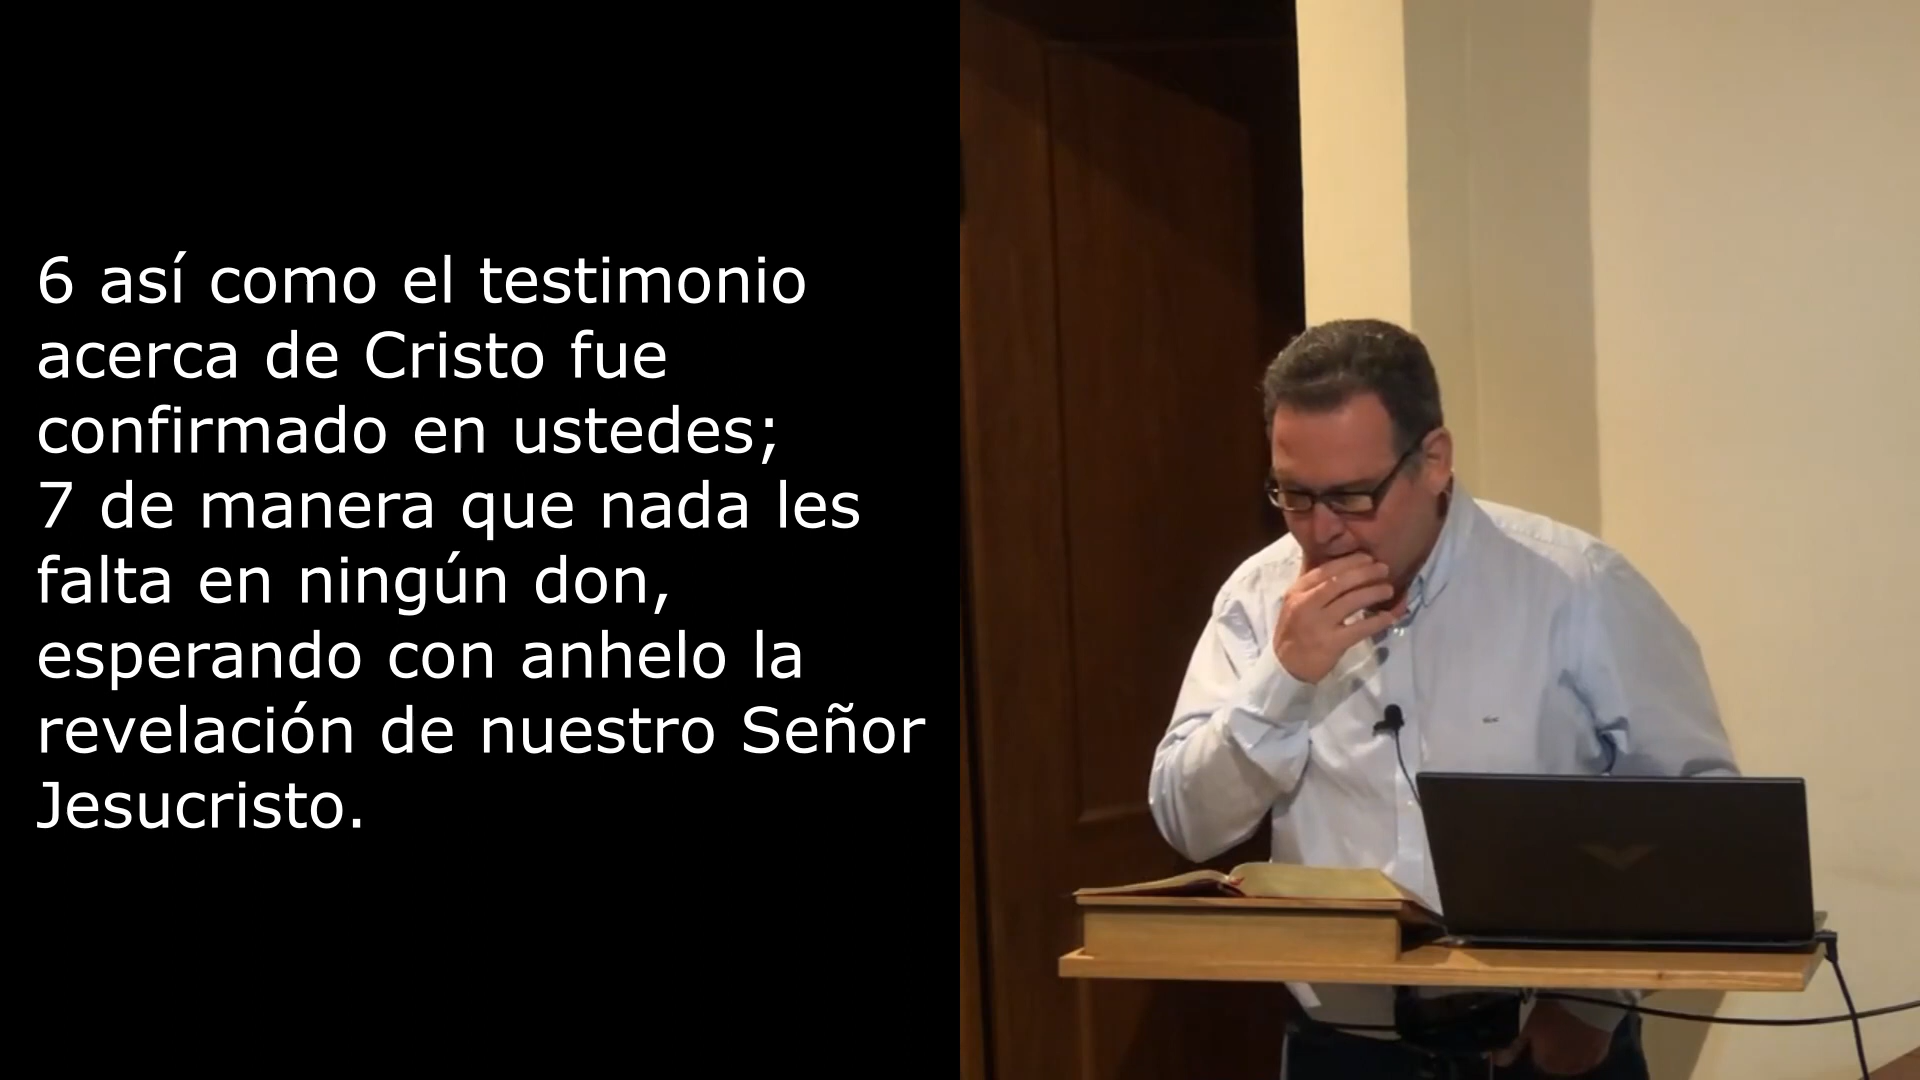 6 así como el testimonio
acerca de Cristo fue
confirmado en ustedes;
7 de manera que nada les
falta en ningún don,
esperando con anhelo la
revelación de nuestro Señor
Jesucristo.